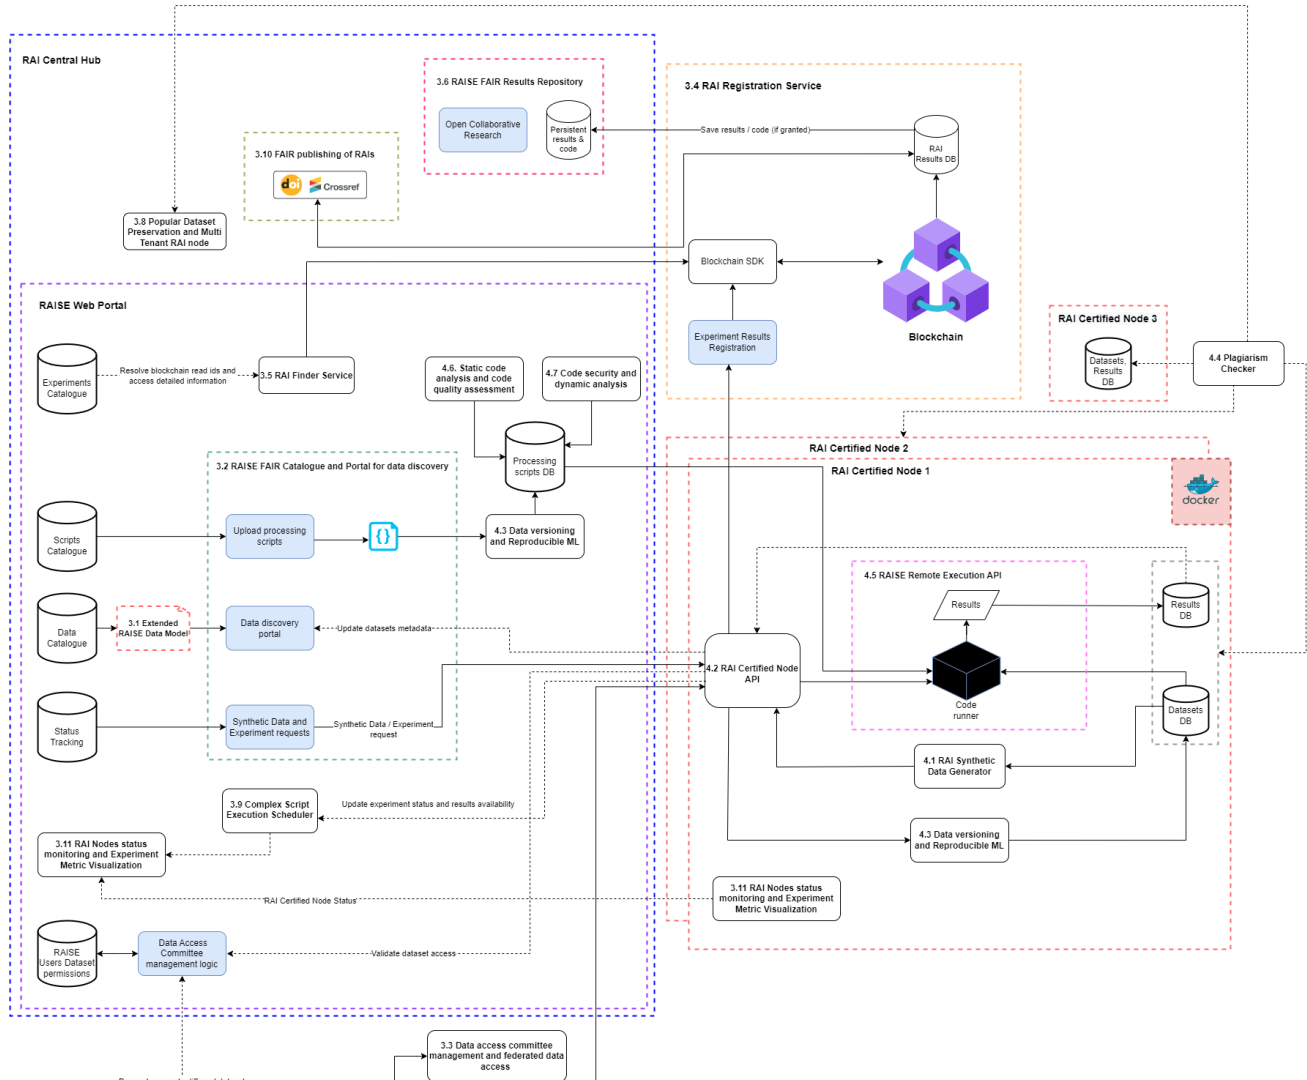 RAI Central Hub
3.6 RAISE FAIR Results Repository
Open Collaborative
Research
Persistent
results &
code
3.4 RAI Registration Service
Save results / code (if granted)
RAI
Results DB
3.10 FAIR publishing of RAIs
doi
Crossref
3.8 Popular Dataset
Preservation and Multi
Tenant RAI node
Blockchain SDK
Blockchain
Experiment Results
Registration
RAISE Web Portal
Experiments
Catalogue
Resolve blockchain read ids and
access detailed information
3.5 RAI Finder Service
4.6. Static code
analysis and code
quality assessment
4.7 Code security and
dynamic analysis
RAI Certified Node 3
Datasets,
Results
DB
4.4 Plagiarism
Checker
Processing
scripts DB
3.2 RAISE FAIR Catalogue and Portal for data discovery
RAI Certified Node 2
RAI Certified Node 1
docker
Scripts
Catalogue
Upload processing
scripts
{}
4.3 Data versioning
and Reproducible ML
4.5 RAISE Remote Execution API
Results
Results
DB
Data
Catalogue
3.1 Extended
RAISE Data Model
Data discovery
portal
Update datasets metadata
4.2 RAI Certified Node
API
Code
runner
Datasets
DB
Status
Tracking
Synthetic Data and
Experiment requests
Synthetic Data / Experiment
request
4.1 RAI Synthetic
Data Generator
3.9 Complex Script
Execution Scheduler
Update experiment status and results availability
4.3 Data versioning
and Reproducible ML
3.11 RAI Nodes status
monitoring and Experiment
Metric Visualization
RAI Certified Node Status
3.11 RAI Nodes status
monitoring and Experiment
Metric Visualization
RAISE
Users Dataset
permissions
Data Access
Committee
management logic
Validate dataset access
3.3 Data access committee
management and federated data
access